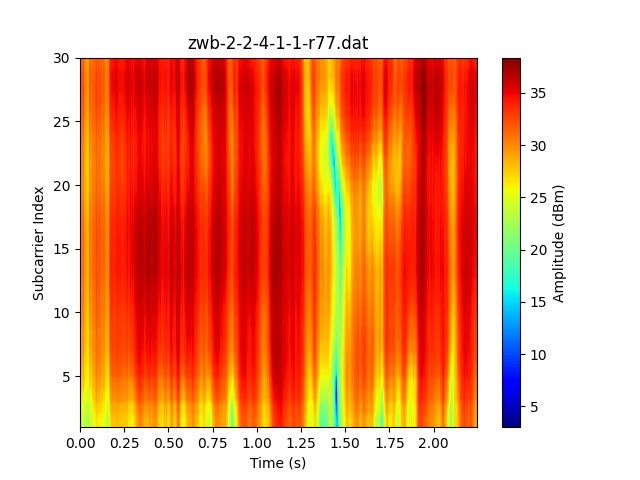 zwb-2-2-4-1-1-r77.dat
30
25
20
15
10
5
Subcarrier Index
0.00 0.25 0.50 0.75 1.00 1.25 1.50 1.75 2.00
Time (s)
35
30
25
20
15
10
5
Amplitude (dBm)